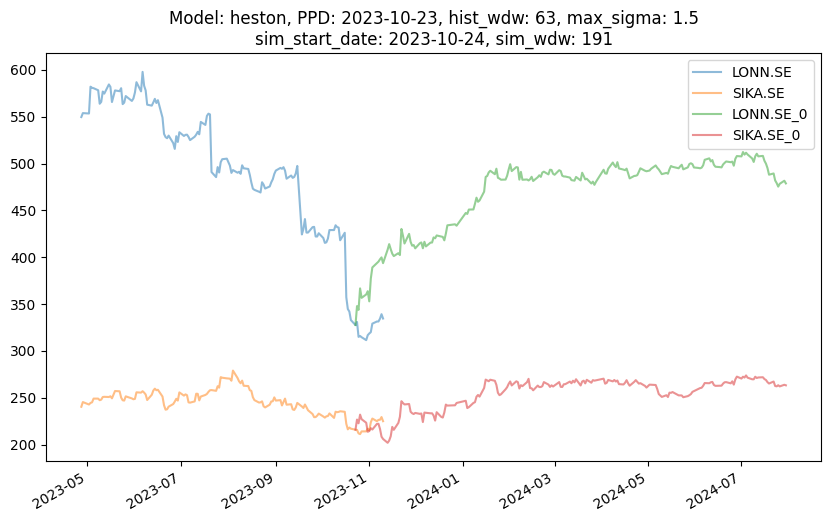 Model: heston, PPD: 2023-10-23, hist_wdw: 63, max_sigma: 1.5
sim_start_date: 2023-10-24, sim_wdw: 191
LONN.SE
SIKA.SE
LONN.SE_0
SIKA.SE_0
600
550
500
450
400
350
300
250
200
2023-05
2023-07
2023-09
2023-11
2024-01
2024-03
2024-05
2024-07